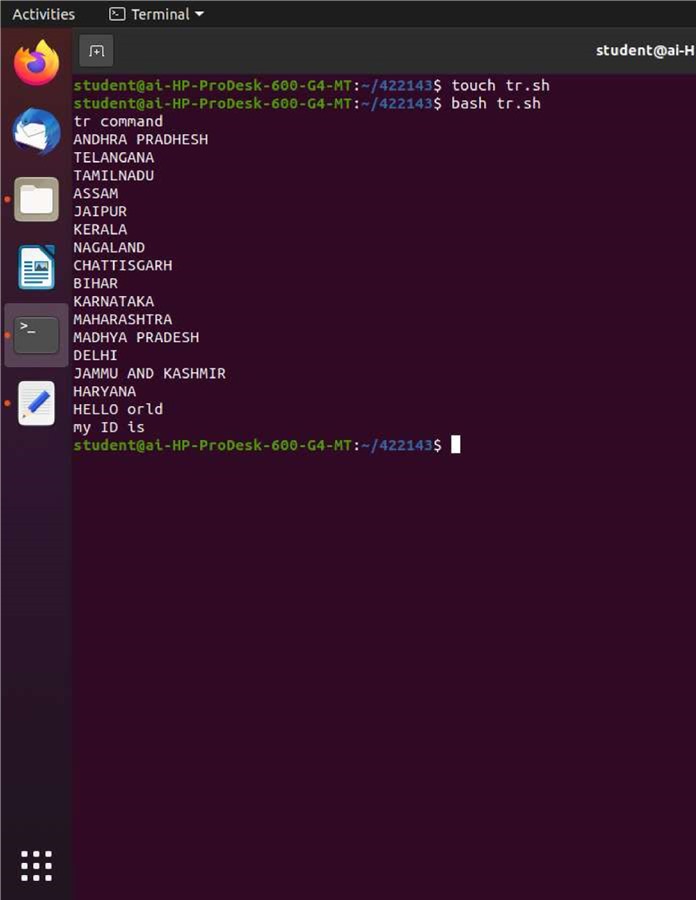 Activities
Terminal
student@ai-H
student@ai-HP-ProDesk-600-G4-MT:~/422143$ touch tr.sh
student@ai-HP-ProDesk-600-G4-MT:~/422143$ bash tr.sh
tr command
ANDHRA PRADHESH
TELANGANA
TAMILNADU
ASSAM
JAIPUR
KERALA
NAGALAND
CHATTISGARH
BIHAR
KARNATAKA
MAHARASHTRA
MADHYA PRADESH
DELHI
JAMMU AND KASHMIR
HARYANA
HELLO orld
my ID is
student@ai-HP-ProDesk-600-G4-MT:~/422143$